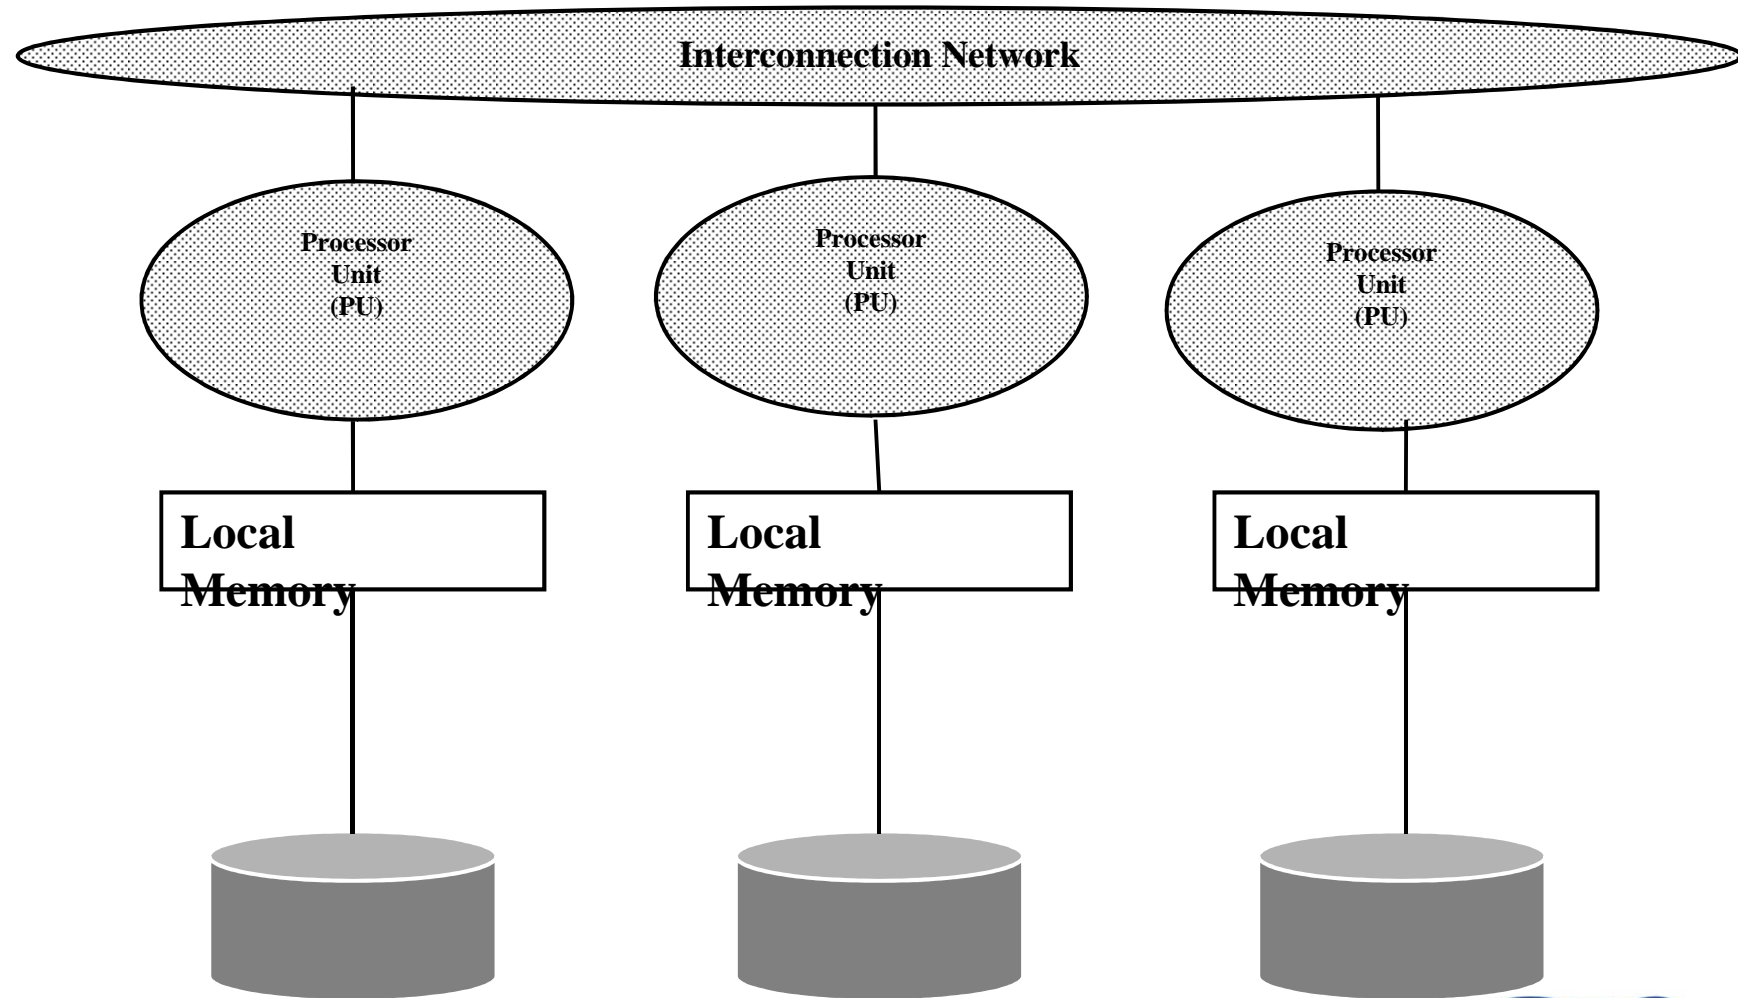 Interconnection Network
Processor
Unit
(PU)
Processor
Unit
(PU)
Processor
Unit
(PU)
Local
Memory
Local
Memory
Local
Memory